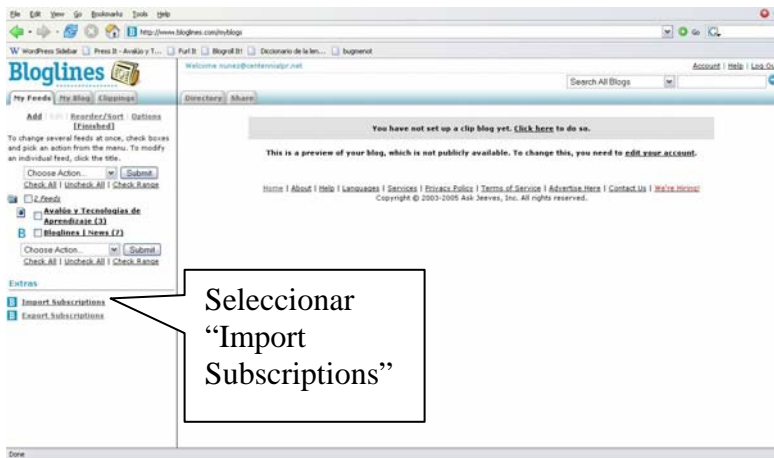 File Edit View Go Bookmarks Tools Help
http://www.bloglines.com/myblogs
WordPress Sidebar Press It - Avalúo y T... Furl It Blogroll It! Diccionario de la len... bugmenot
Bloglines
Welcome nunez@centennialpr.net
Account | Help | Log Ou
Search All Blogs
My Feeds My Blog Clippings
Directory Share
Add | Edit | Reorder/Sort | Options
[Finished]
To change several feeds at once, check boxes
and pick an action from the menu. To modify
an individual feed, click the title.
Choose Action... Submit
Check All | Uncheck All | Check Range
2 feeds
Avalúo y Tecnologías de
Aprendizaje (3)
Bloglines | News (7)
Choose Action... Submit
Check All | Uncheck All | Check Range
Extras
Import Subscriptions
Export Subscriptions
You have not set up a clip blog yet. Click here to do so.
This is a preview of your blog, which is not publicly available. To change this, you need to edit your account.
Home | About | Help | Languages | Services | Privacy Policy | Terms of Service | Advertise Here | Contact Us | We're Hiring!
Copyright © 2003-2005 Ask Jeeves, Inc. All rights reserved.
Seleccionar
“Import
Subscriptions”
Done